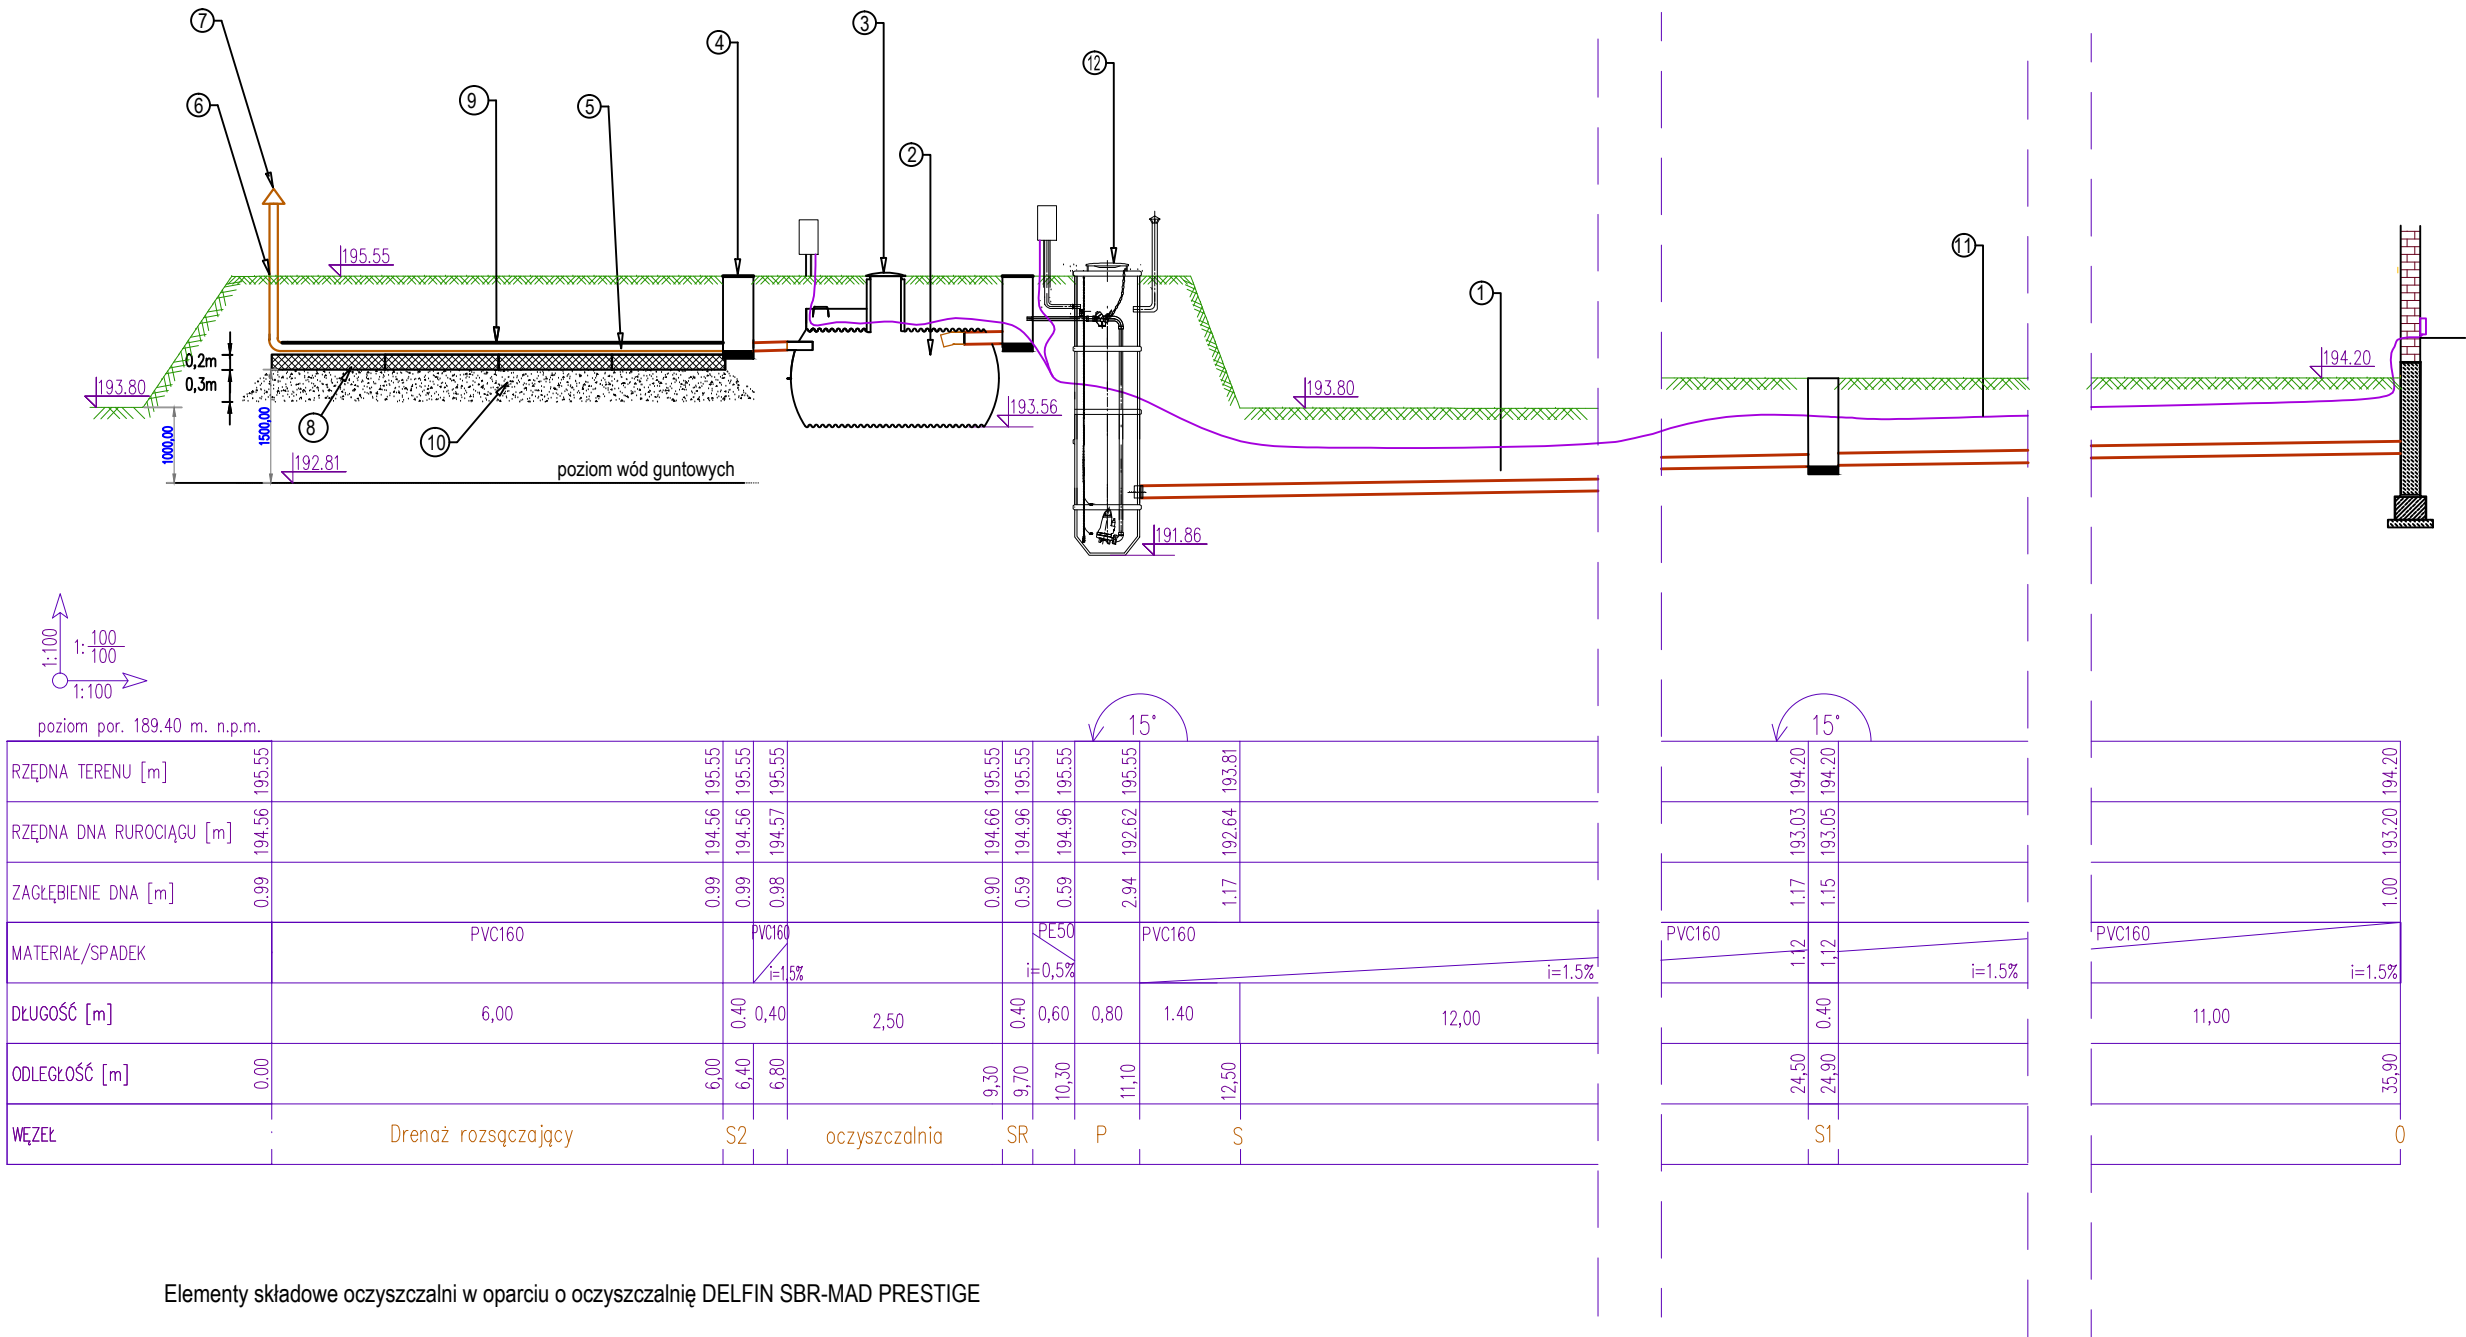 7
3
4
12
6
9
5
2
11
195.55
1
0,2m
0,3m
194.20
193.80
193.80
193.56
1000,00
1500,00
8
10
192.81
poziom wód guntowych
191.86
1:100
1: 100/100
1:100
poziom por. 189.40 m. n.p.m.
15°
15°
RZĘDNA TERENU [m] 195.55 195.55 195.55 195.55 195.55 195.55 195.55 195.55 193.81 194.20 194.20 194.20
RZĘDNA DNA RUROCIĄGU [m] 194.56 194.56 194.56 194.57 194.66 194.96 194.96 192.62 192.64 193.03 193.05 193.20
ZAGŁĘBIENIE DNA [m] 0.99 0.99 0.99 0.98 0.90 0.59 0.59 2.94 1.17 1.17 1.15 1.00
MATERIAŁ/SPADEK PVC160 PVC160 i=1.5% PE50 i=0,5% PVC160 i=1.5% PVC160 1.12 1,12 i=1.5% PVC160 i=1.5%
DŁUGOŚĆ [m] 6,00 0.40 0,40 2,50 0.40 0,60 0,80 1.40 12,00 0.40 11,00
ODLEGŁOŚĆ [m] 0.00 6,00 6,40 6,80 9,30 9,70 10,30 11,10 12,50 24,50 24,90 35,90
WĘZEŁ Drenaż rozsączający S2 oczyszczalnia SR P S S1 0
Elementy składowe oczyszczalni w oparciu o oczyszczalnię DELFIN SBR-MAD PRESTIGE